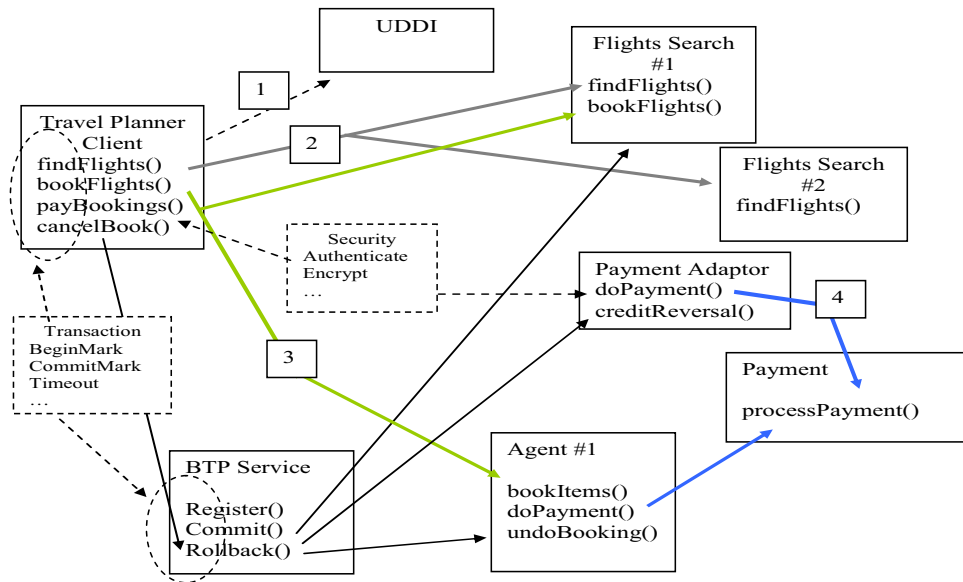 UDDI
Flights Search
#1
findFlights()
bookFlights()
1
Travel Planner
Client
findFlights()
bookFlights()
payBookings()
cancelBook()
2
Flights Search
#2
findFlights()
Security
Authenticate
Encrypt
…
Payment Adaptor
doPayment()
creditReversal()
4
Transaction
BeginMark
CommitMark
Timeout
…
3
Payment
processPayment()
BTP Service
Register()
Commit()
Rollback()
Agent #1
bookItems()
doPayment()
undoBooking()